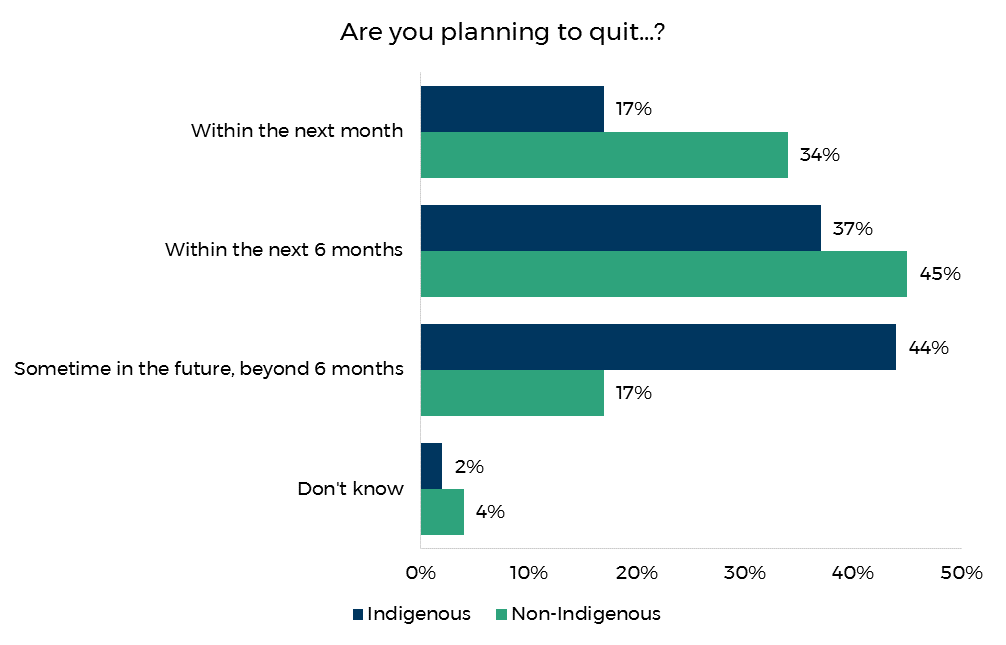 Are you planning to quit...?
Within the next month
17%
34%
Within the next 6 months
37%
45%
Sometime in the future, beyond 6 months
44%
17%
Don't know
2%
4%
0% 10% 20% 30% 40% 50%
Indigenous Non-Indigenous